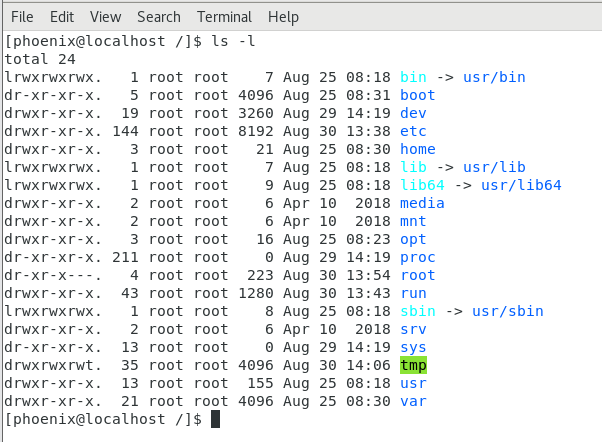 File Edit View Search Terminal Help
[phoenix@localhost /]$ ls -l
total 24
lrwxrwxrwx.   1 root root    7 Aug 25 08:18 bin -> usr/bin
dr-xr-xr-x.   5 root root 4096 Aug 25 08:31 boot
drwxr-xr-x.  19 root root 3260 Aug 29 14:19 dev
drwxr-xr-x. 144 root root 8192 Aug 30 13:38 etc
drwxr-xr-x.   3 root root   21 Aug 25 08:30 home
lrwxrwxrwx.   1 root root    7 Aug 25 08:18 lib -> usr/lib
lrwxrwxrwx.   1 root root    9 Aug 25 08:18 lib64 -> usr/lib64
drwxr-xr-x.   2 root root    6 Apr 10  2018 media
drwxr-xr-x.   2 root root    6 Apr 10  2018 mnt
drwxr-xr-x.   3 root root   16 Aug 25 08:23 opt
dr-xr-xr-x. 211 root root    0 Aug 29 14:19 proc
dr-xr-x---.   4 root root  223 Aug 30 13:54 root
drwxr-xr-x.  43 root root 1280 Aug 30 13:43 run
lrwxrwxrwx.   1 root root    8 Aug 25 08:18 sbin -> usr/sbin
drwxr-xr-x.   2 root root    6 Apr 10  2018 srv
dr-xr-xr-x.  13 root root    0 Aug 29 14:19 sys
drwxrwxrwt.  35 root root 4096 Aug 30 14:06 tmp
drwxr-xr-x.  13 root root  155 Aug 25 08:18 usr
drwxr-xr-x.  21 root root 4096 Aug 25 08:30 var
[phoenix@localhost /]$